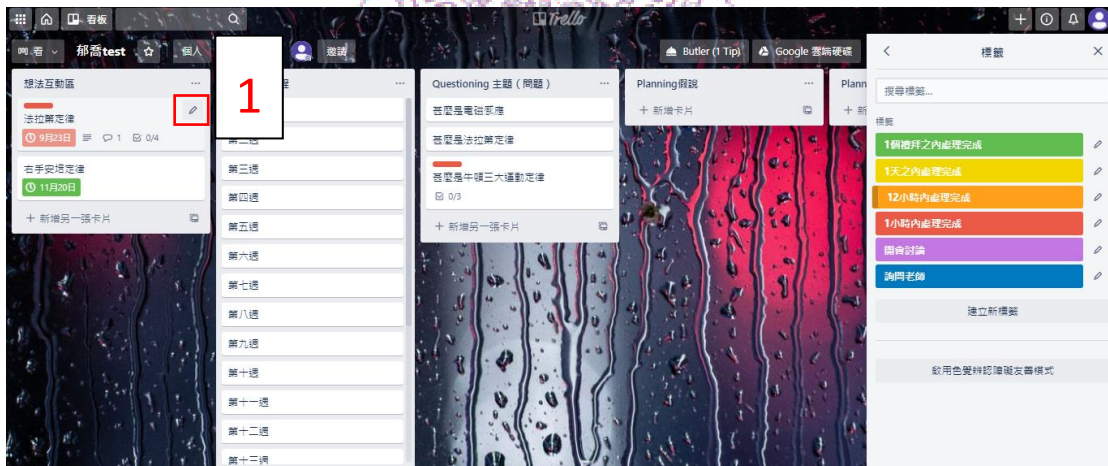 看板
Trello
看
郁喬test
個人
邀請
Butler (1 Tip)
Google 雲端硬碟
1
想法互動區
法拉第定律
9月23日
1
0/4
右手安培定律
11月20日
+ 新增另一張卡片
第三週
第四週
第五週
第六週
第七週
第八週
第九週
第十週
第十一週
第十二週
第十三週
Questioning 主題（問題）
甚麼是電磁感應
甚麼是法拉第定律
甚麼是牛頓三大運動定律
0/3
+ 新增另一張卡片
Planning假說
+ 新增卡片
Plann
標籤
搜尋標籤...
標籤
1個禮拜之內處理完成
1天之內處理完成
12小時內處理完成
1小時內處理完成
開會討論
詢問老師
建立新標籤
啟用色覺辨認障礙友善模式